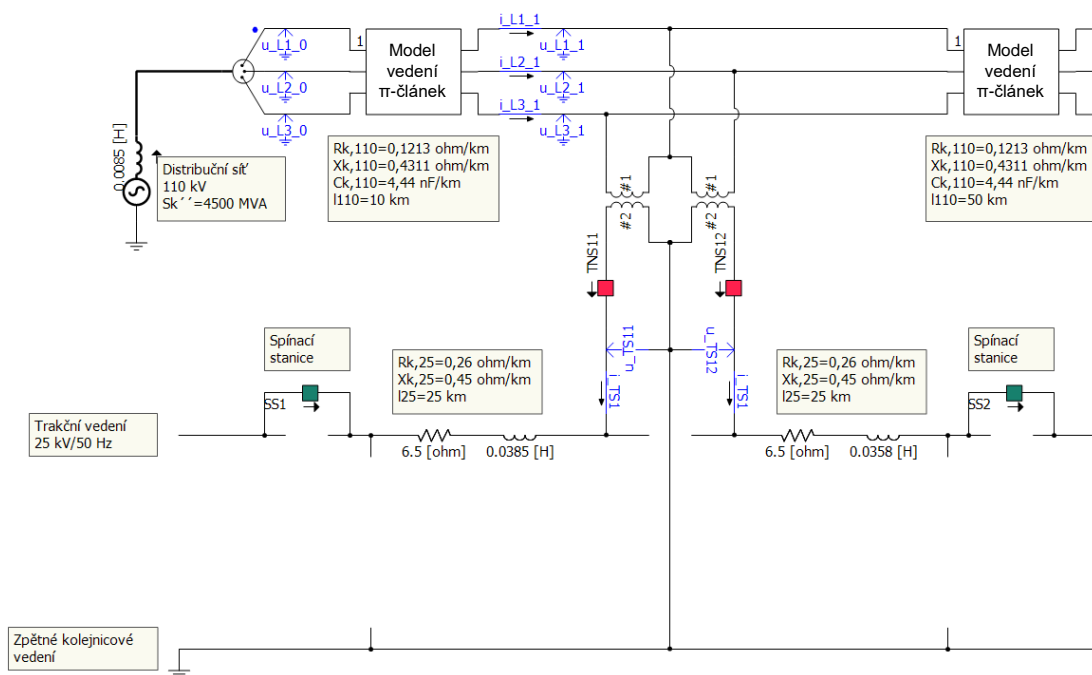 i_L1_1
u_L1_0
1
Model
vedení
π-článek
u_L1_1
1
Model
vedení
π-článek
i_L2_1
u_L2_0
u_L2_1
i_L3_1
u_L3_0
u_L3_1
0.0085 [H]
Distribuční síť
110 kV
Sk´´=4500 MVA
Rk,110=0,1213 ohm/km
Xk,110=0,4311 ohm/km
Ck,110=4,44 nF/km
l110=10 km
Rk,110=0,1213 ohm/km
Xk,110=0,4311 ohm/km
Ck,110=4,44 nF/km
l110=50 km
#1
#1
#2
#2
TNS11
TNS12
u_TS11
u_TS12
i_TS1
i_TS1
Spínací
stanice
SS1
Rk,25=0,26 ohm/km
Xk,25=0,45 ohm/km
l25=25 km
Rk,25=0,26 ohm/km
Xk,25=0,45 ohm/km
l25=25 km
Spínací
stanice
SS2
Trakční vedení
25 kV/50 Hz
6.5 [ohm]
0.0385 [H]
6.5 [ohm]
0.0358 [H]
Zpětné kolejnicové
vedení